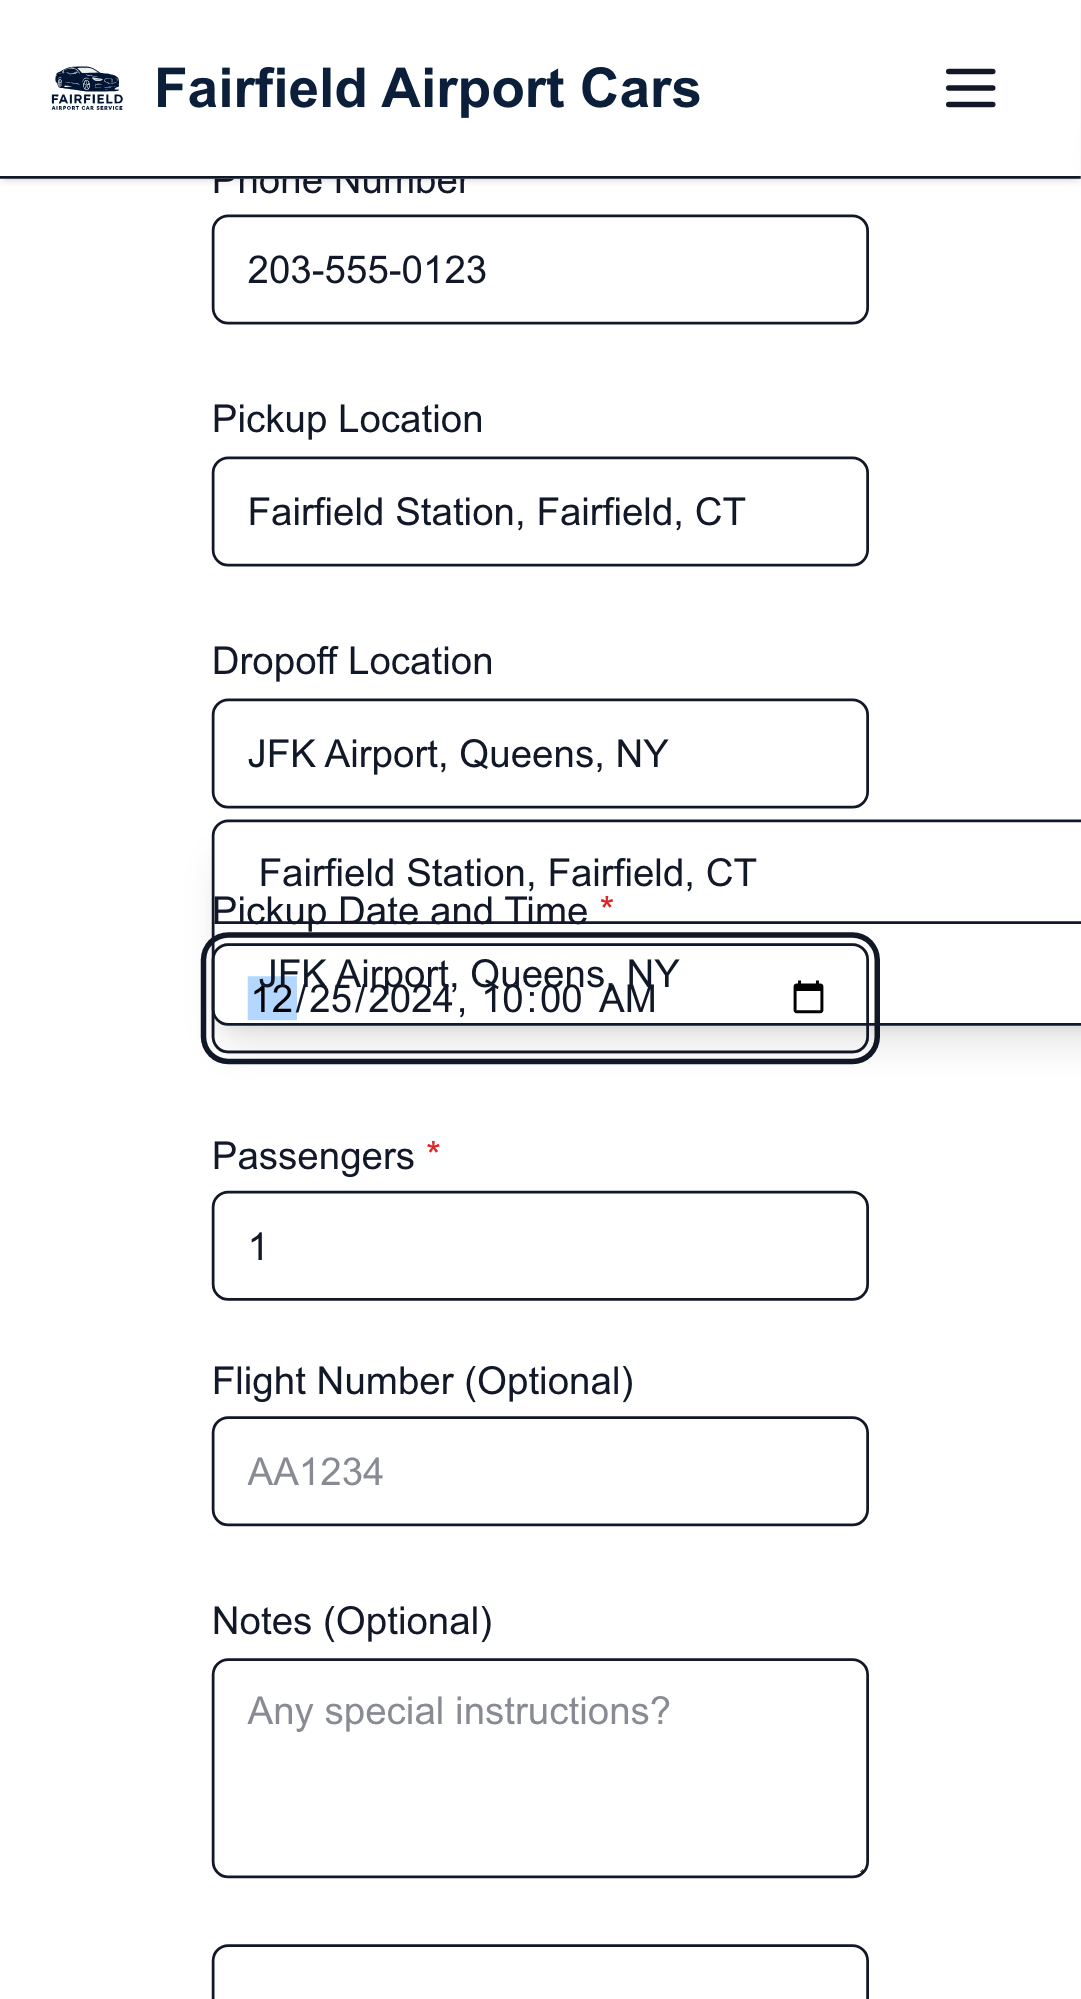 FAIRFIELD
AIRPORT CAR SERVICE
Fairfield Airport Cars
Phone Number
203-555-0123
Pickup Location
Fairfield Station, Fairfield, CT
Dropoff Location
JFK Airport, Queens, NY
Fairfield Station, Fairfield, CT
Pickup Date and Time *
JFK Airport, Queens, NY
12/25/2024, 10:00 AM
Passengers *
1
Flight Number (Optional)
AA1234
Notes (Optional)
Any special instructions?